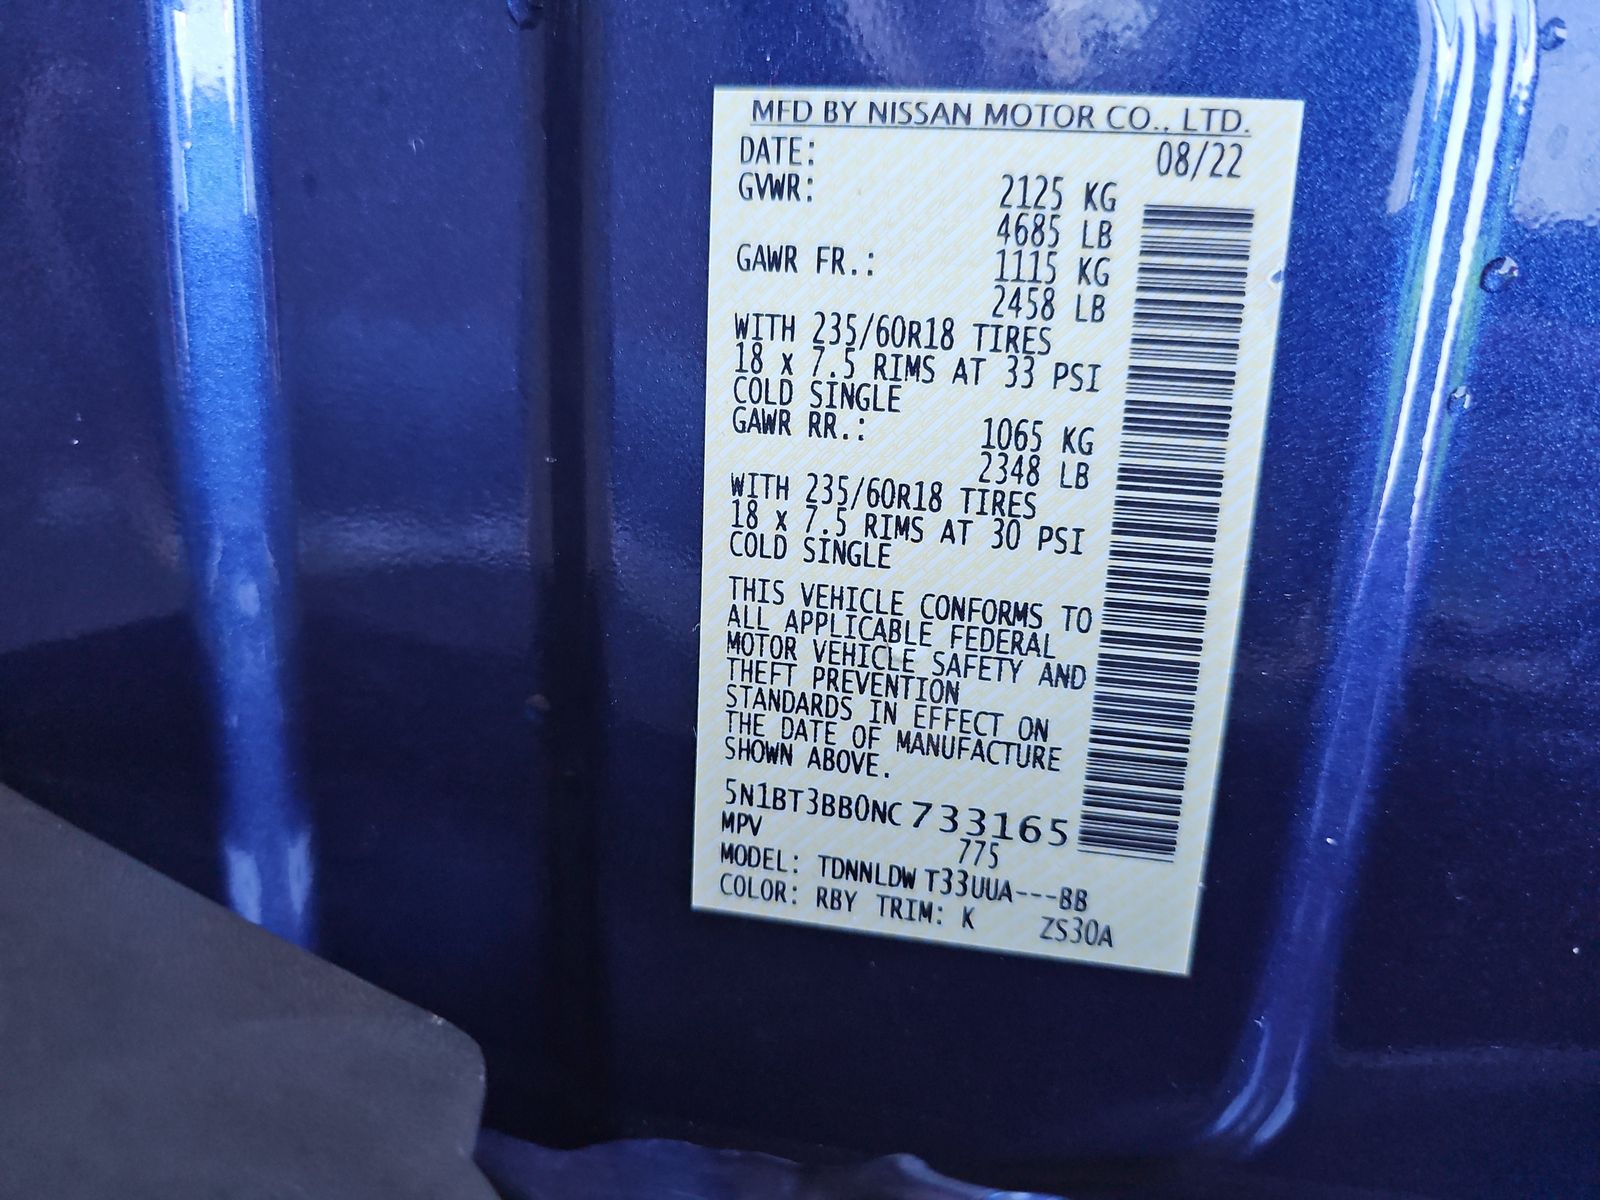 MFD BY NISSAN MOTOR CO., LTD.
DATE: 08/22
GVWR: 2125 KG
4685 LB
GAWR FR.: 1115 KG
2458 LB
WITH 235/60R18 TIRES
18 x 7.5 RIMS AT 33 PSI
COLD SINGLE
GAWR RR.: 1065 KG
2348 LB
WITH 235/60R18 TIRES
18 x 7.5 RIMS AT 30 PSI
COLD SINGLE
THIS VEHICLE CONFORMS TO
ALL APPLICABLE FEDERAL
MOTOR VEHICLE SAFETY AND
THEFT PREVENTION
STANDARDS IN EFFECT ON
THE DATE OF MANUFACTURE
SHOWN ABOVE.
5N1BT3BB0NC733165
MPV 775
MODEL: TDNNLDW T33UUA---BB
COLOR: RBY TRIM: K ZS30A